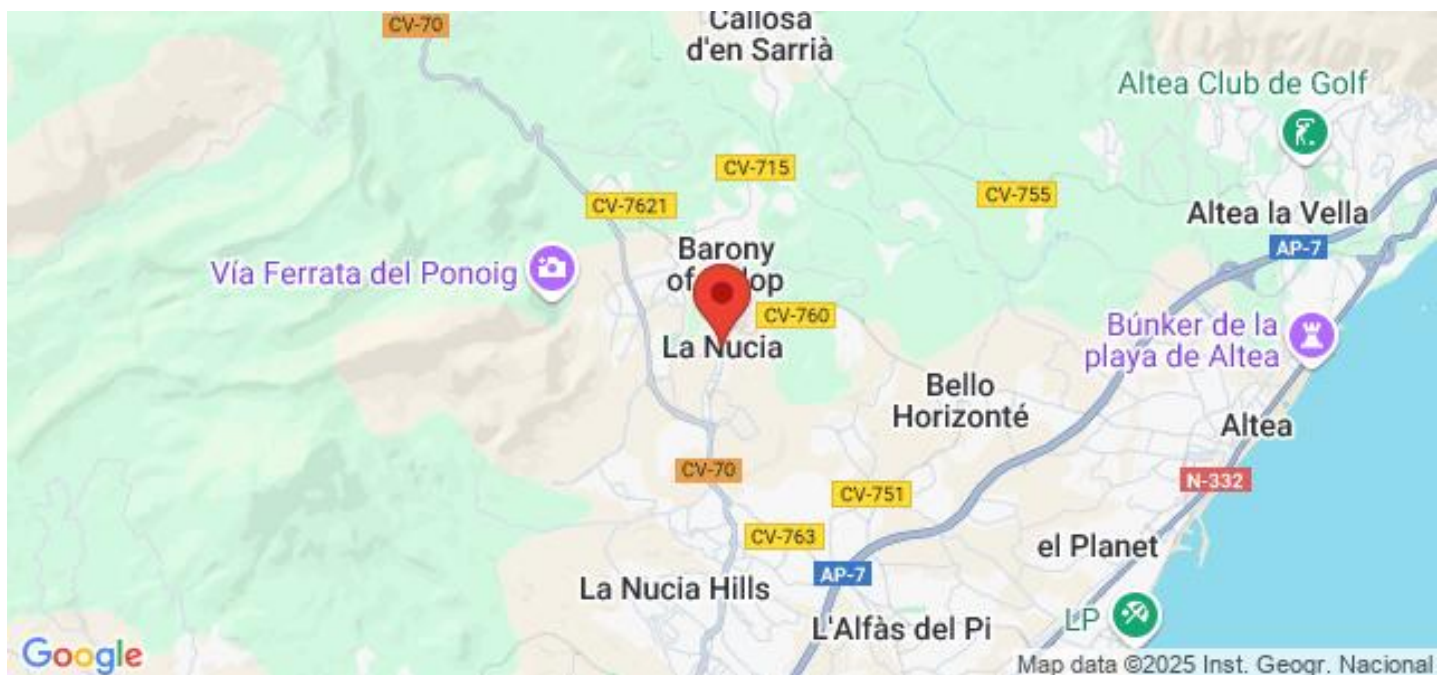 CV-70
Callosa
d'en Sarrià
Altea Club de Golf
CV-715
CV-755
CV-7621
Altea la Vella
AP-7
Barony
of
Vía Ferrata del Ponoig
CV-760
Búnker de la
playa de Altea
La Nucia
Bello
Horizonté
Altea
CV-70
N-332
CV-751
CV-763
el Planet
AP-7
La Nucia Hills
LP
L'Alfàs del Pi
Google
Map data ©2025 Inst. Geogr. Nacional